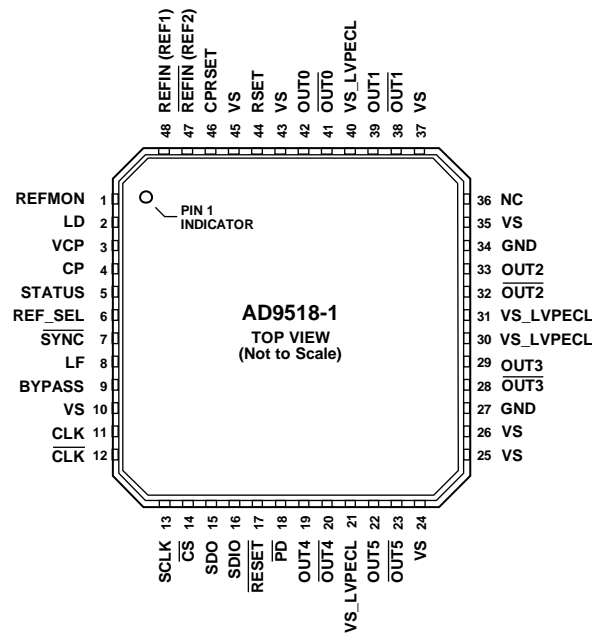 REFIN (REF1)
REFIN (REF2)
CPRSET
VS
RSET
VS
OUT0
OUT0
VS_LVPECL
OUT1
OUT1
VS
48 47 46 45 44 43 42 41 40 39 38 37
REFMON 1
LD 2
VCP 3
CP 4
STATUS 5
REF_SEL 6
SYNC 7
LF 8
BYPASS 9
VS 10
CLK 11
CLK 12
PIN 1
INDICATOR
AD9518-1
TOP VIEW
(Not to Scale)
36 NC
35 VS
34 GND
33 OUT2
32 OUT2
31 VS_LVPECL
30 VS_LVPECL
29 OUT3
28 OUT3
27 GND
26 VS
25 VS
13 14 15 16 17 18 19 20 21 22 23 24
SCLK
CS
SDO
SDIO
RESET
PD
OUT4
OUT4
VS_LVPECL
OUT5
OUT5
VS